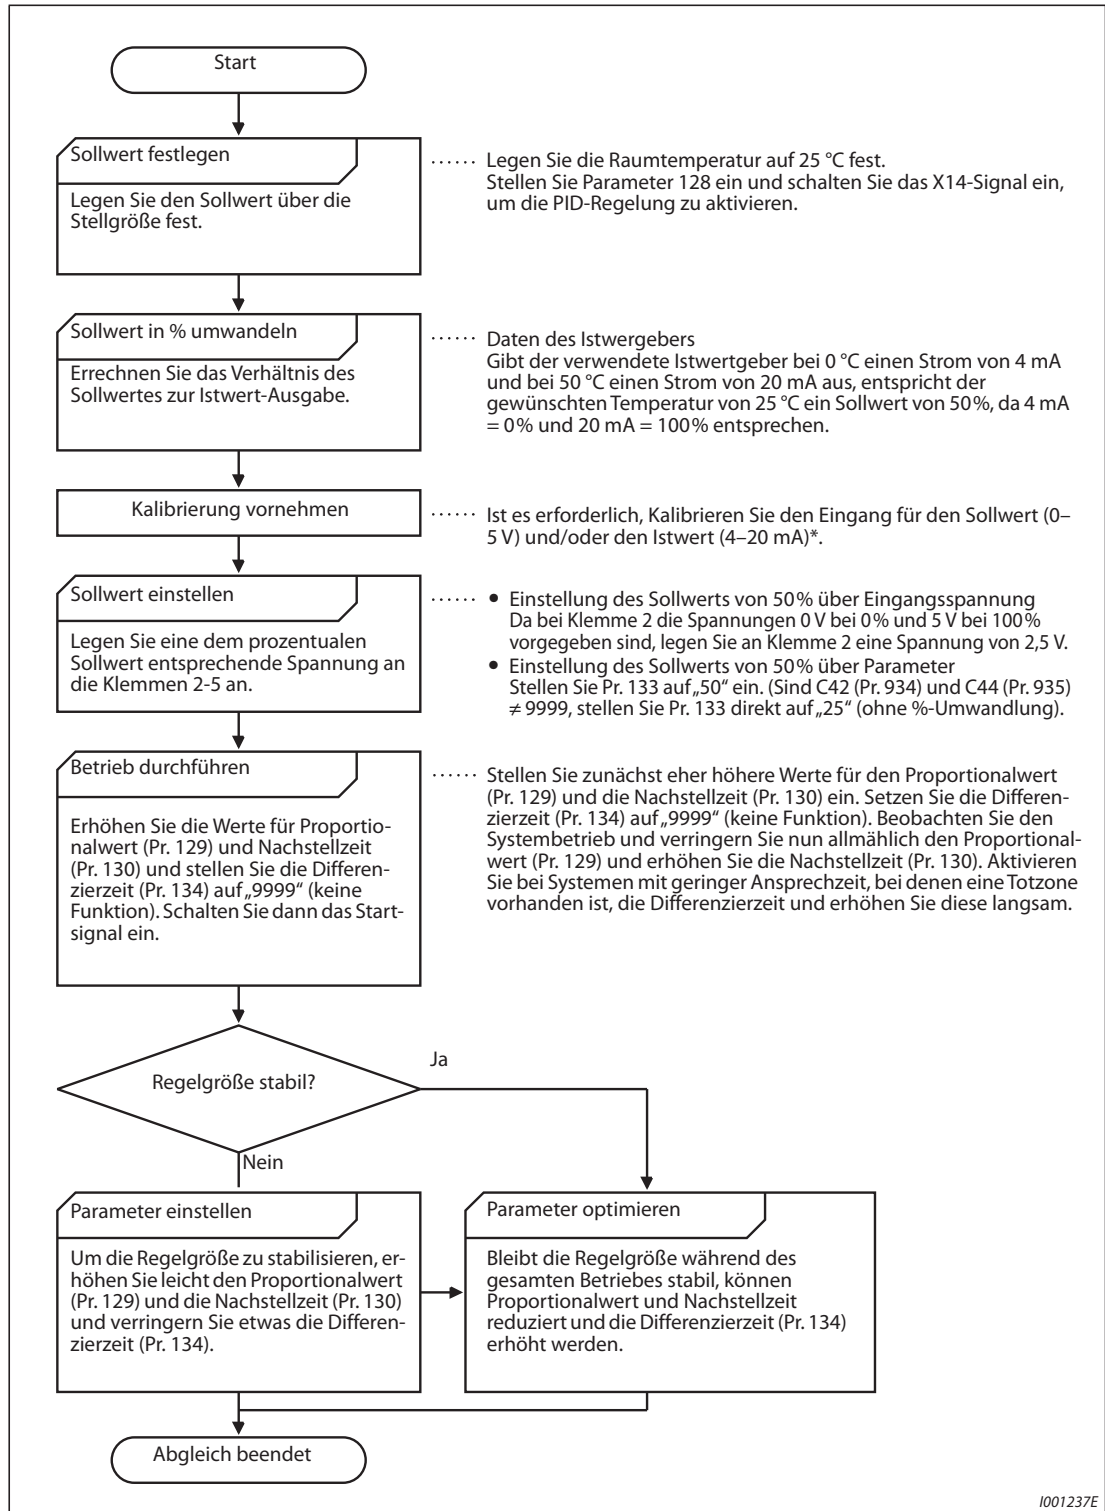 Start
Sollwert festlegen
Legen Sie den Sollwert über die
Stellgröße fest.
...... Legen Sie die Raumtemperatur auf 25 °C fest.
Stellen Sie Parameter 128 ein und schalten Sie das X14-Signal ein,
um die PID-Regelung zu aktivieren.
Sollwert in % umwandeln
Errechnen Sie das Verhältnis des
Sollwertes zur Istwert-Ausgabe.
...... Daten des Istwergebers
Gibt der verwendete Istwertgeber bei 0 °C einen Strom von 4 mA
und bei 50 °C einen Strom von 20 mA aus, entspricht der
gewünschten Temperatur von 25 °C ein Sollwert von 50%, da 4 mA
= 0% und 20 mA = 100% entsprechen.
Kalibrierung vornehmen
...... Ist es erforderlich, Kalibrieren Sie den Eingang für den Sollwert (0–
5 V) und/oder den Istwert (4–20 mA)*.
Sollwert einstellen
Legen Sie eine dem prozentualen
Sollwert entsprechende Spannung an
die Klemmen 2-5 an.
...... ● Einstellung des Sollwerts von 50% über Eingangsspannung
Da bei Klemme 2 die Spannungen 0 V bei 0% und 5 V bei 100%
vorgegeben sind, legen Sie an Klemme 2 eine Spannung von 2,5 V.
● Einstellung des Sollwerts von 50% über Parameter
Stellen Sie Pr. 133 auf „50“ ein. (Sind C42 (Pr. 934) und C44 (Pr. 935)
≠ 9999, stellen Sie Pr. 133 direkt auf „25“ (ohne %-Umwandlung).
Betrieb durchführen
Erhöhen Sie die Werte für Proportio-
nalwert (Pr. 129) und Nachstellzeit
(Pr. 130) und stellen Sie die Differen-
zierzeit (Pr. 134) auf „9999“ (keine
Funktion). Schalten Sie dann das Start-
signal ein.
...... Stellen Sie zunächst eher höhere Werte für den Proportionalwert
(Pr. 129) und die Nachstellzeit (Pr. 130) ein. Setzen Sie die Differen-
zierzeit (Pr. 134) auf „9999“ (keine Funktion). Beobachten Sie den
Systembetrieb und verringern Sie nun allmählich den Proportional-
wert (Pr. 129) und erhöhen Sie die Nachstellzeit (Pr. 130). Aktivieren
Sie bei Systemen mit geringer Ansprechzeit, bei denen eine Totzone
vorhanden ist, die Differenzierzeit und erhöhen Sie diese langsam.
Regelgröße stabil?
Ja
Nein
Parameter einstellen
Um die Regelgröße zu stabilisieren, er-
höhen Sie leicht den Proportionalwert
(Pr. 129) und die Nachstellzeit (Pr. 130)
und verringern Sie etwas die Differen-
zierzeit (Pr. 134).
Parameter optimieren
Bleibt die Regelgröße während des
gesamten Betriebes stabil, können
Proportionalwert und Nachstellzeit
reduziert und die Differenzierzeit (Pr. 134)
erhöht werden.
Abgleich beendet
I001237E